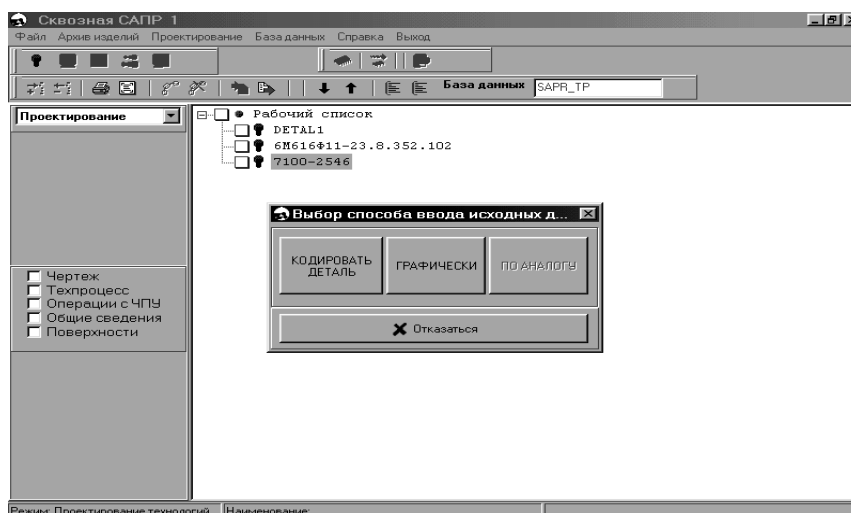 Сквозная САПР 1
Файл Архив изделий Проектирование База данных Справка Выход
База данных SAPR_TP
Проектирование
Рабочий список
DETAL1
6М616Ф11-23.8.352.102
7100-2546
Выбор способа ввода исходных д...
КОДИРОВАТЬ
ДЕТАЛЬ
ГРАФИЧЕСКИ
ПО АНАЛОГУ
Отказаться
Чертеж
Техпроцесс
Операции с ЧПУ
Общие сведения
Поверхности
Режим: Проектирование технологий Наименование: